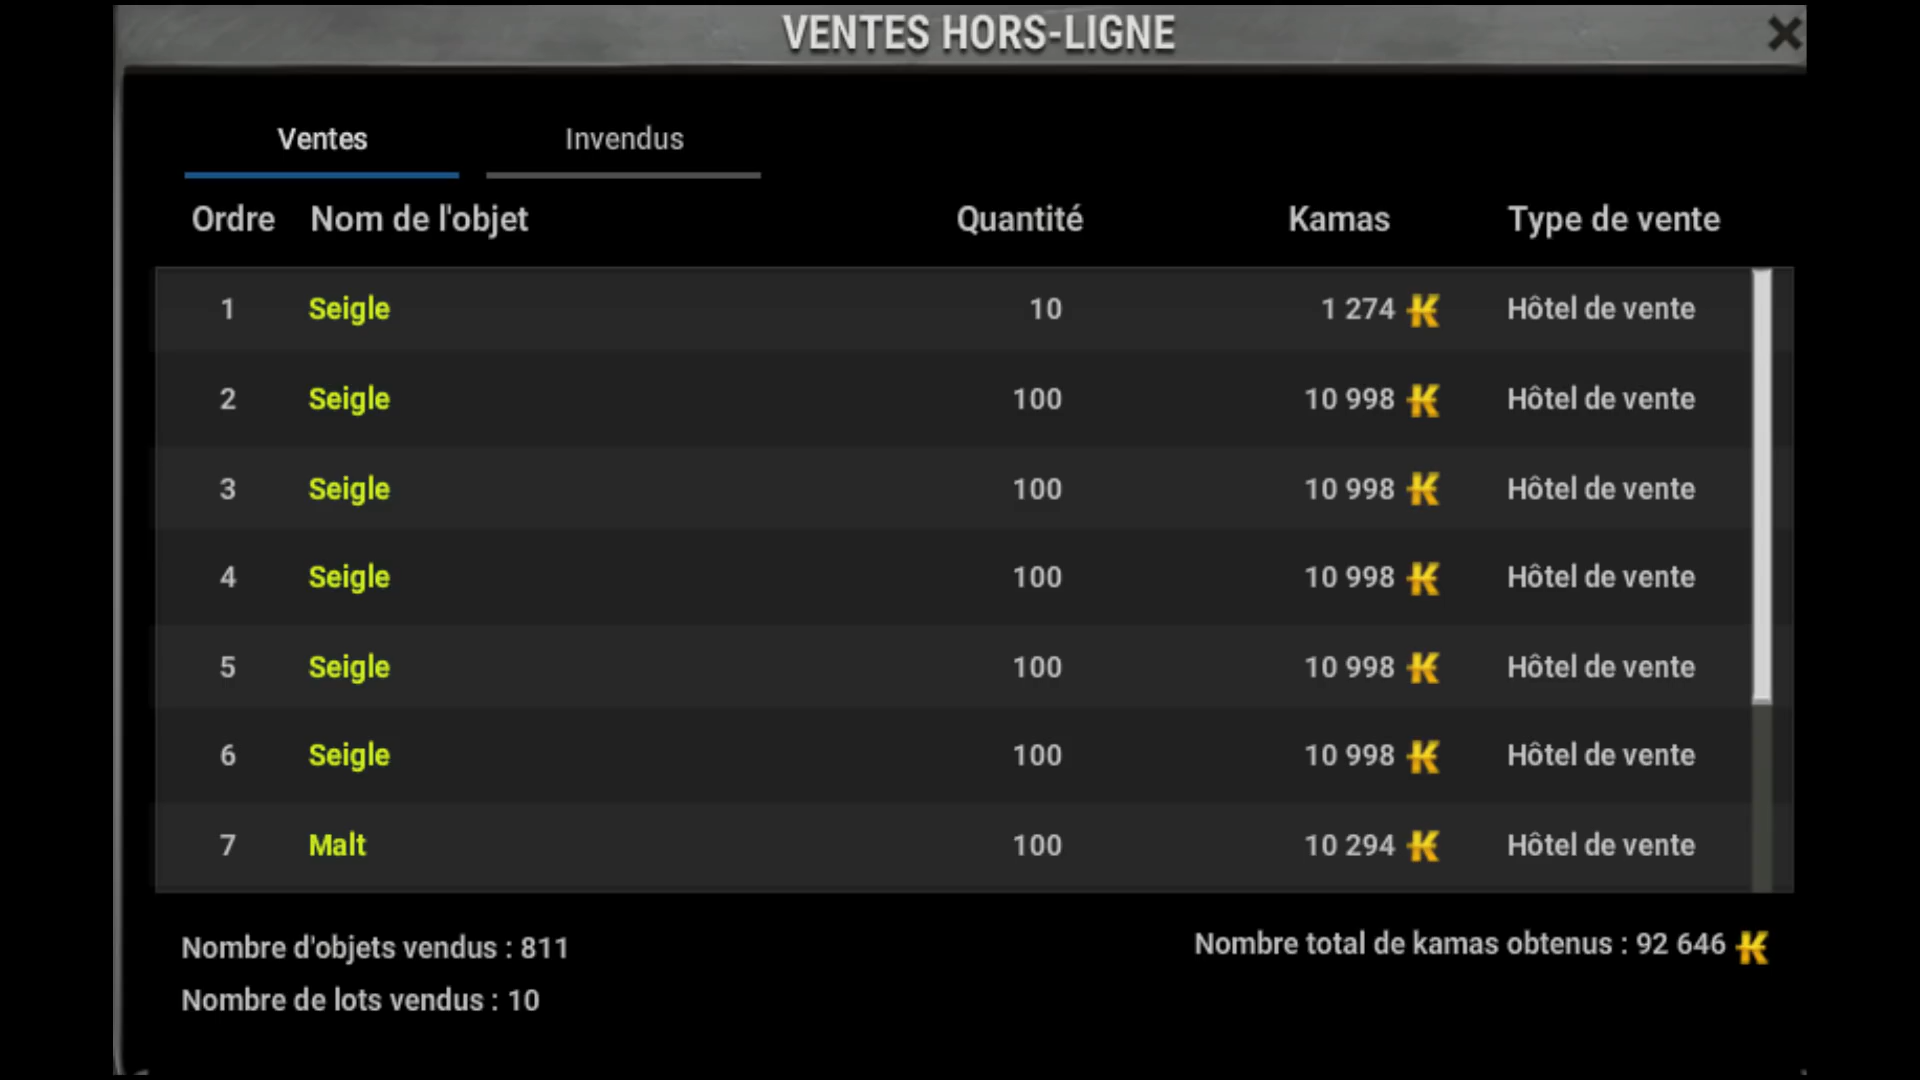 VENTES HORS-LIGNE
Ventes Invendus
Ordre Nom de l'objet Quantité Kamas Type de vente
1 Seigle 10 1 274 Hôtel de vente
2 Seigle 100 10 998 Hôtel de vente
3 Seigle 100 10 998 Hôtel de vente
4 Seigle 100 10 998 Hôtel de vente
5 Seigle 100 10 998 Hôtel de vente
6 Seigle 100 10 998 Hôtel de vente
7 Malt 100 10 294 Hôtel de vente
Nombre d'objets vendus : 811
Nombre total de kamas obtenus : 92 646
Nombre de lots vendus : 10